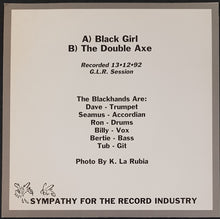 A) Black Girl
B) The Double Axe
Recorded 13•12•92
G.L.R. Session
The Blackhands Are:
Dave - Trumpet
Seamus - Accordian
Ron - Drums
Billy - Vox
Bertie - Bass
Tub - Git
Photo By K. La Rubia
SYMPATHY FOR THE RECORD INDUSTRY